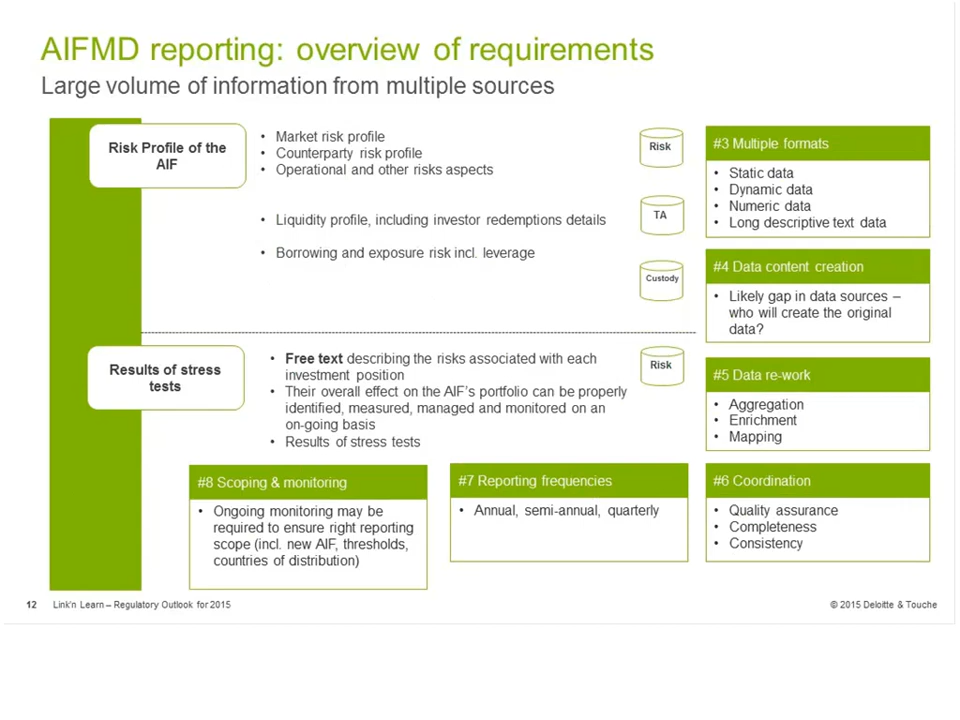 AIFMD reporting: overview of requirements
Large volume of information from multiple sources
Risk Profile of the
AIF
• Market risk profile
• Counterparty risk profile
• Operational and other risks aspects
• Liquidity profile, including investor redemptions details
• Borrowing and exposure risk incl. leverage
Risk
TA
Custody
#3 Multiple formats
• Static data
• Dynamic data
• Numeric data
• Long descriptive text data
#4 Data content creation
• Likely gap in data sources –
who will create the original
data?
Results of stress
tests
• Free text describing the risks associated with each
investment position
• Their overall effect on the AIF's portfolio can be properly
identified, measured, managed and monitored on an
on-going basis
• Results of stress tests
Risk
#5 Data re-work
• Aggregation
• Enrichment
• Mapping
#8 Scoping & monitoring
• Ongoing monitoring may be
required to ensure right reporting
scope (incl. new AIF, thresholds,
countries of distribution)
#7 Reporting frequencies
• Annual, semi-annual, quarterly
#6 Coordination
• Quality assurance
• Completeness
• Consistency
12 Link'n Learn – Regulatory Outlook for 2015
© 2015 Deloitte & Touche